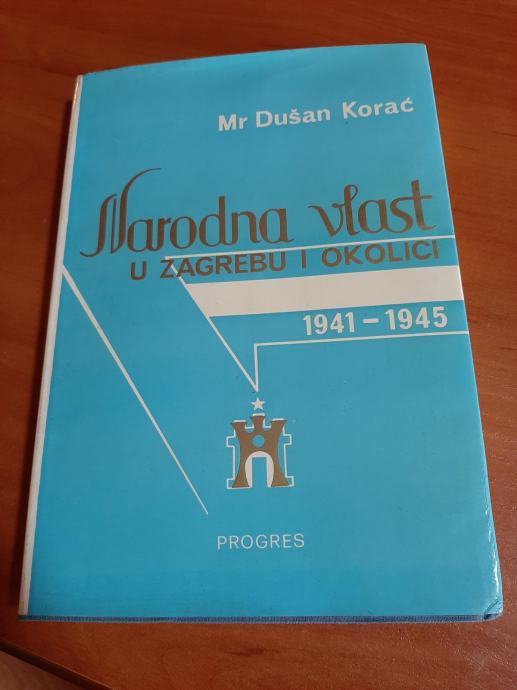 Mr Dušan Korać
Narodna vlast
U ZAGREBU I OKOLICI
1941 – 1945
PROGRES